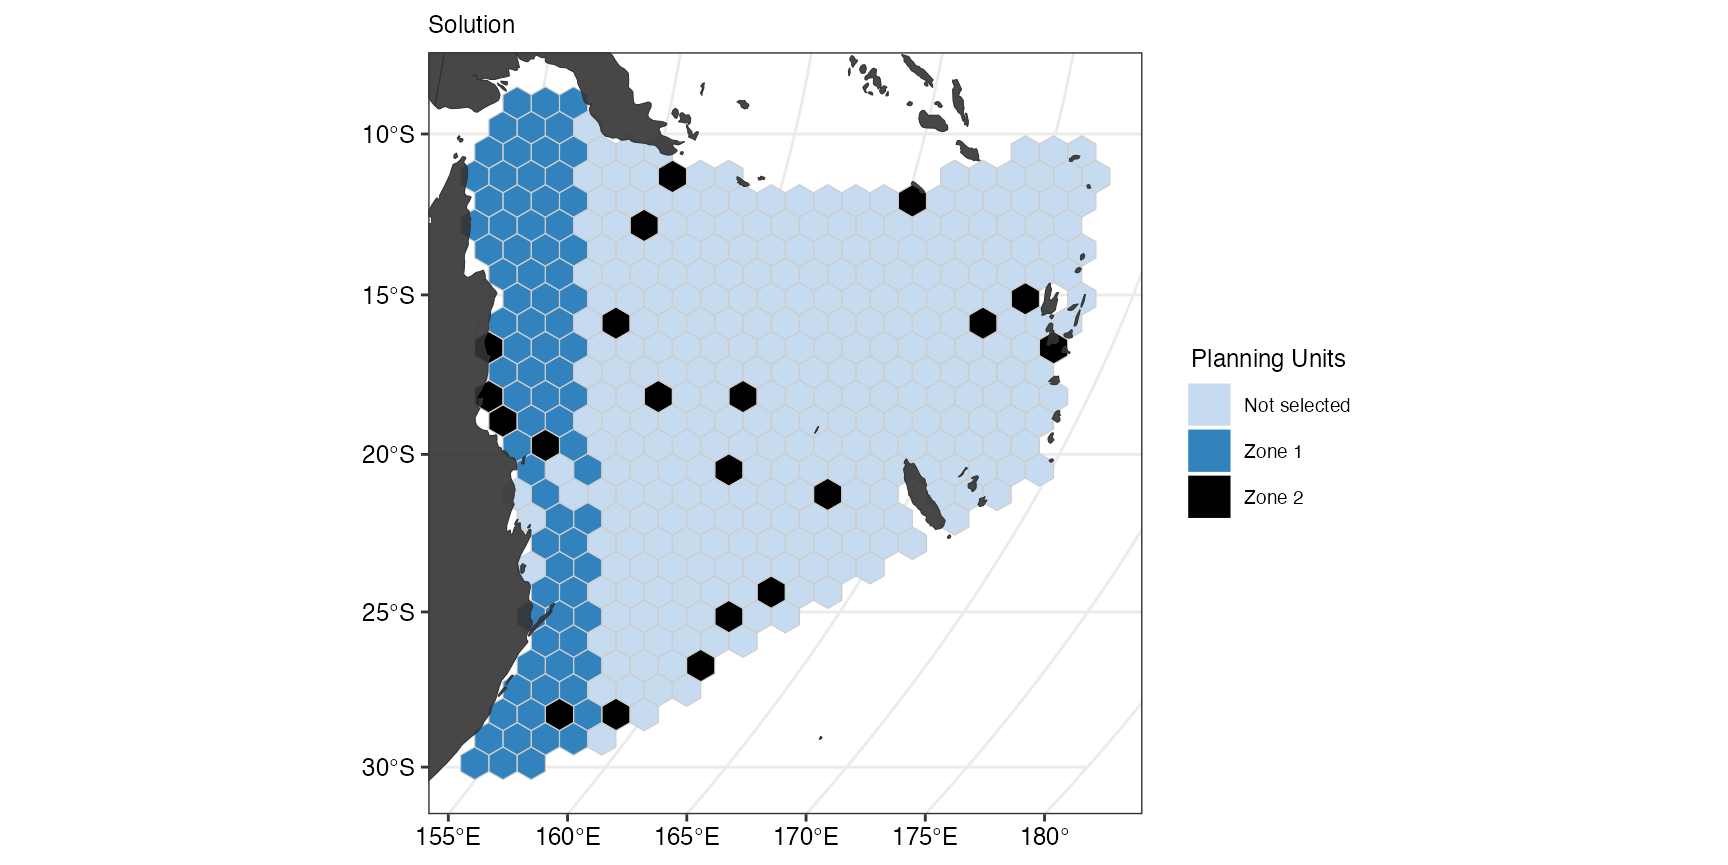 Solution
10°S
15°S
20°S
25°S
30°S
155°E 160°E 165°E 170°E 175°E 180°
Planning Units
Not selected
Zone 1
Zone 2